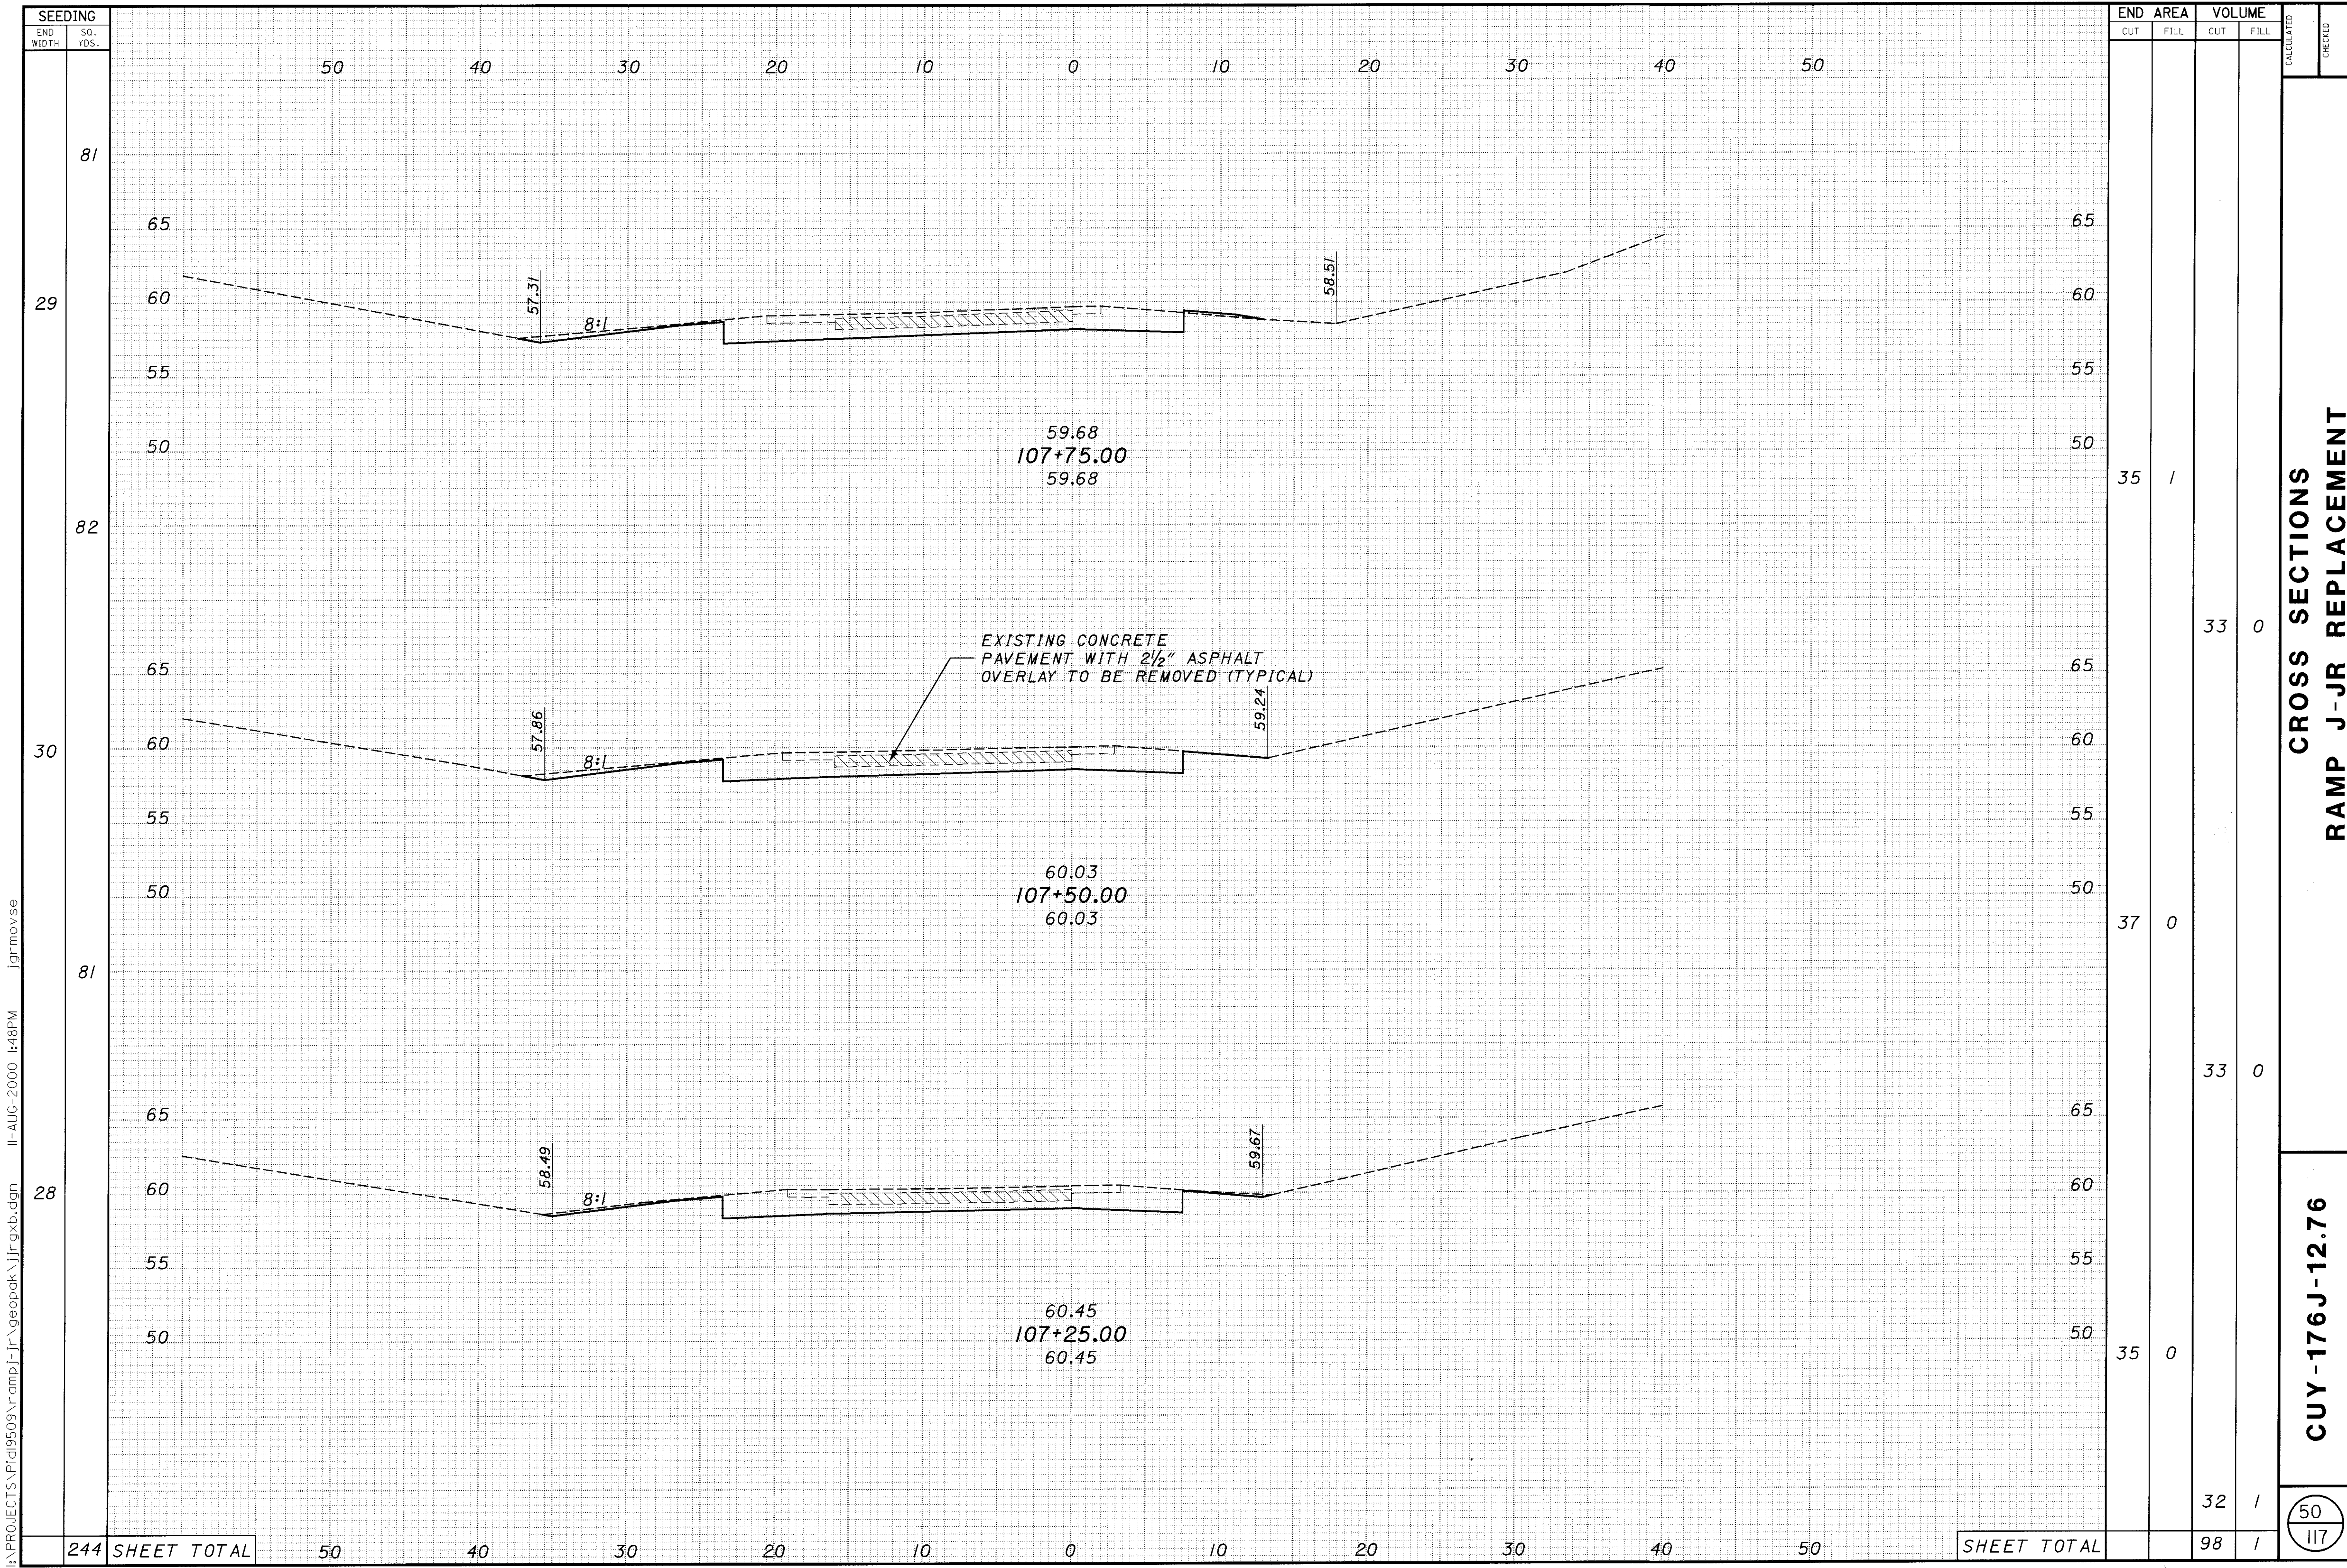 SEEDING
END WIDTH
SQ. YDS.
END AREA
VOLUME
CUT
FILL
CUT
FILL
CALCULATED
CHECKED
50 40 30 20 10 0 10 20 30 40 50
81
65
65
57.31
58.51
29
60
60
8:1
55
55
59.68
50
50
107+75.00
59.68
35 1
82
33 0
EXISTING CONCRETE
PAVEMENT WITH 2½" ASPHALT
OVERLAY TO BE REMOVED (TYPICAL)
65
65
57.86
59.24
30
60
60
8:1
55
55
60.03
50
50
107+50.00
60.03
37 0
81
33 0
65
65
58.49
59.67
28
60
60
8:1
55
55
60.45
50
50
107+25.00
60.45
35 0
32 1
244 SHEET TOTAL
50 40 30 20 10 0 10 20 30 40 50
SHEET TOTAL 98 1
CROSS SECTIONS
RAMP J-JR REPLACEMENT
CUY-176J-12.76
50
117
I:\PROJECTS\Pid19509\rampj-jr\geopak\jjrgxb.dgn 11-AUG-2000 1:48PM jgrmovse